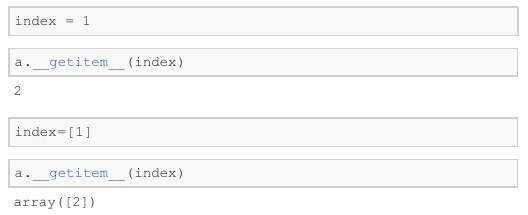 index = 1
a.__getitem__(index)
2
index=[1]
a.__getitem__(index)
array([2])